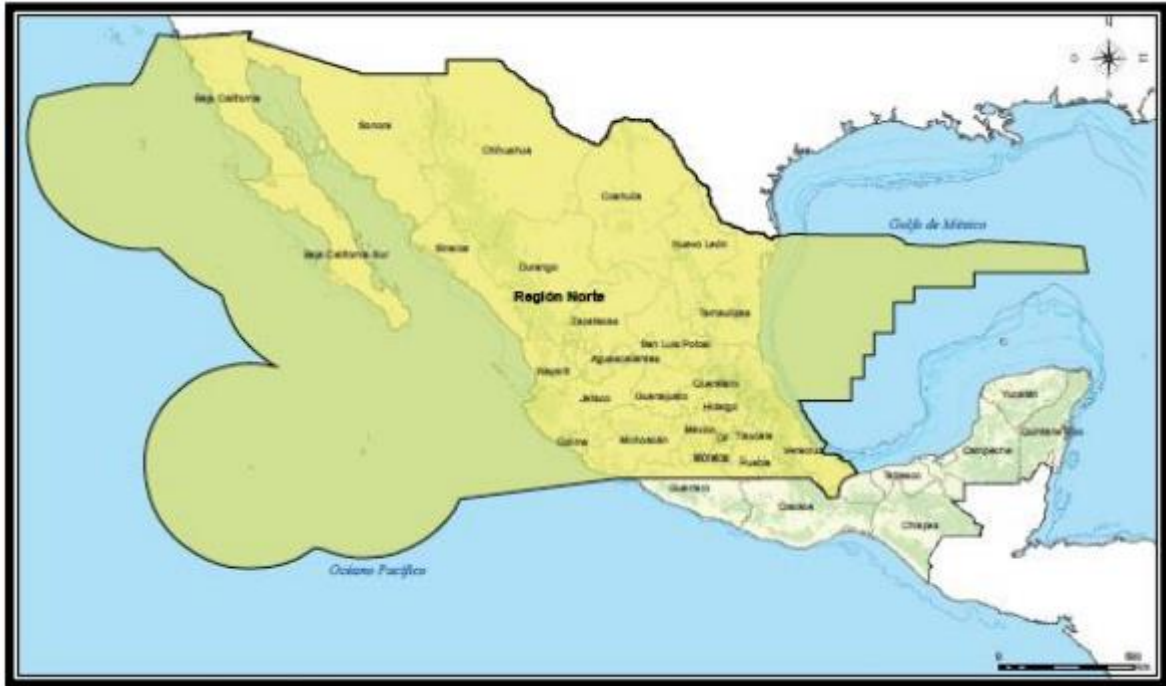 N
O
E
Baja California
Sonora
Chihuahua
Coahuila
Golfo de México
Nuevo León
Baja California Sur
Sinaloa
Durango
Región Norte
Zacatecas
Tamaulipas
San Luis Potosí
Aguascalientes
Nayarit
Querétaro
Jalisco
Guanajuato
Hidalgo
Yucatán
México
DF
Tlaxcala
Quintana Roo
Colima
Michoacán
Veracruz
Campeche
Morelos
Puebla
Tabasco
Guerrero
Oaxaca
Chiapas
Océano Pacífico
0